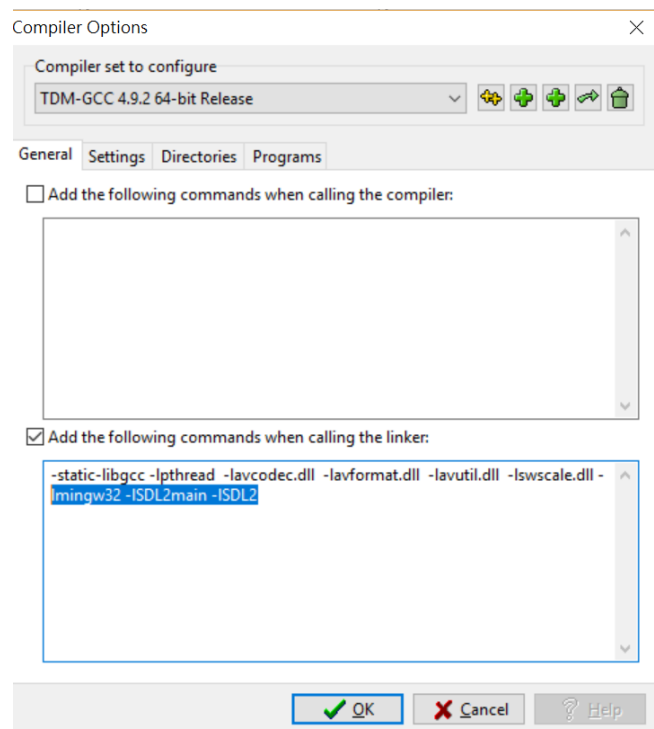 Compiler Options
Compiler set to configure
TDM-GCC 4.9.2 64-bit Release
General Settings Directories Programs
Add the following commands when calling the compiler:
Add the following commands when calling the linker:
-static-libgcc -lpthread -lavcodec.dll -lavformat.dll -lavutil.dll -lswscale.dll -
lmingw32 -lSDL2main -lSDL2
OK Cancel Help